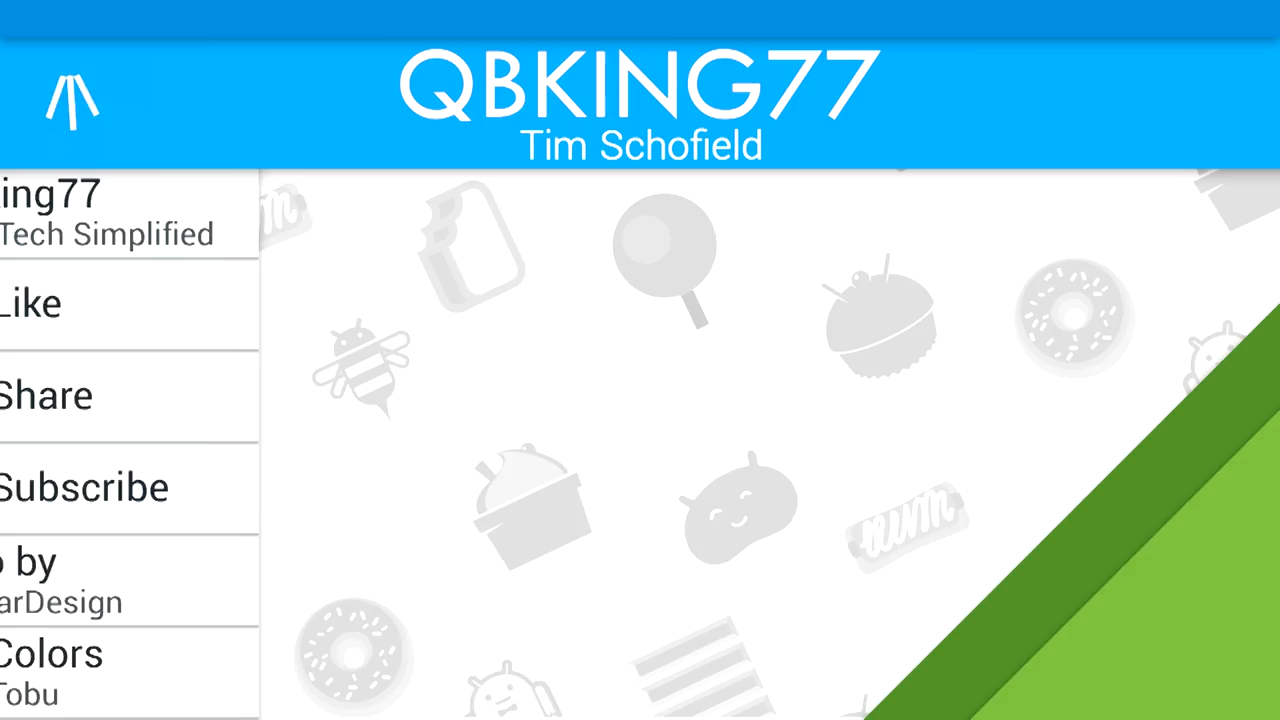 QBKING77
Tim Schofield
ing77
Tech Simplified
Like
Share
Subscribe
by
arDesign
Colors
Tobu